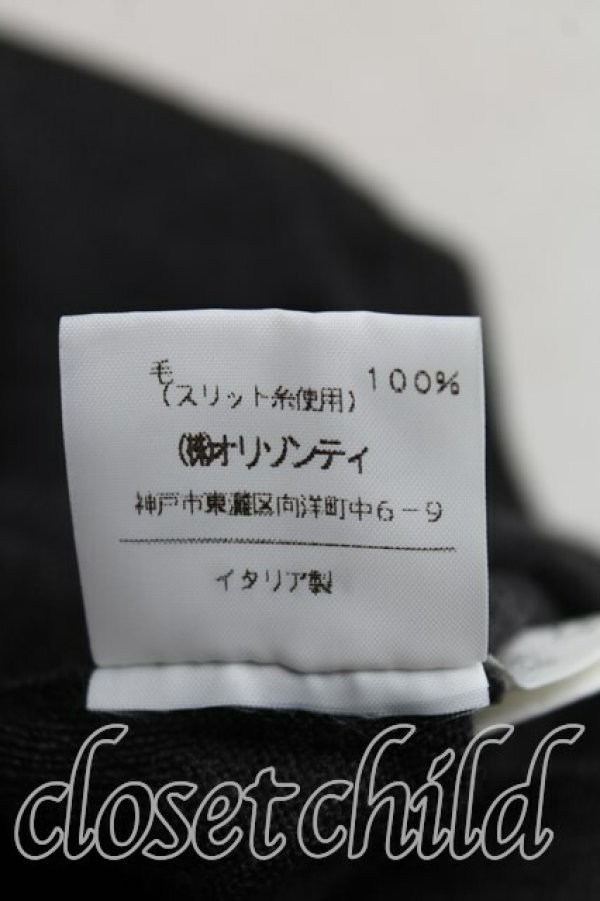 毛 100%
(スリット糸使用)
(株)オリゾンティ
神戸市東灘区向洋町中6-9
イタリア製
closet child